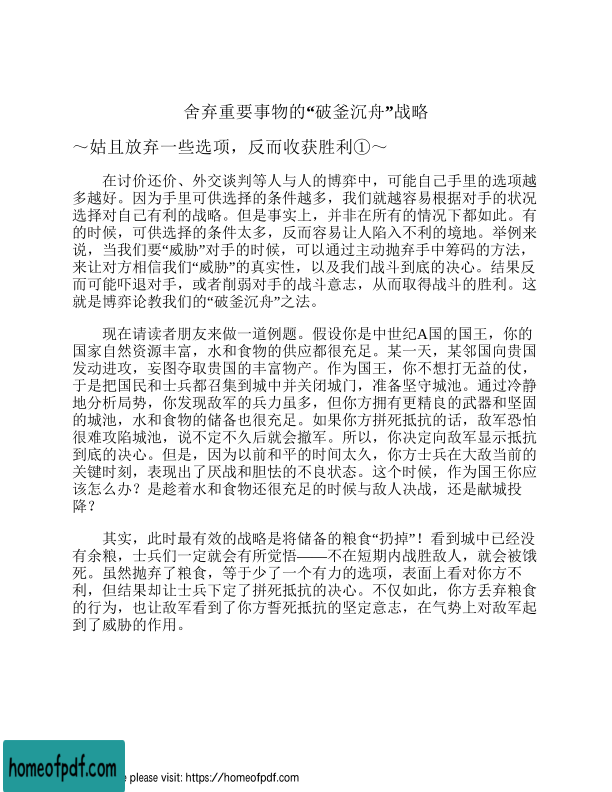 舍弃重要事物的“破釜沉舟”战略
～姑且放弃一些选项，反而收获胜利①～
在讨价还价、外交谈判等人与人的博弈中，可能自己手里的选项越
多越好。因为手里可供选择的条件越多，我们就越容易根据对手的状况
选择对自己有利的战略。但是事实上，并非在所有的情况下都如此。有
的时候，可供选择的条件太多，反而容易让人陷入不利的境地。举例来
说，当我们要“威胁”对手的时候，可以通过主动抛弃手中筹码的方法，
来让对方相信我们“威胁”的真实性，以及我们战斗到底的决心。结果反
而可能吓退对手，或者削弱对手的战斗意志，从而取得战斗的胜利。这
就是博弈论教我们的“破釜沉舟”之法。
现在请读者朋友来做一道例题。假设你是中世纪A国的国王，你的
国家自然资源丰富，水和食物的供应都很充足。某一天，某邻国向贵国
发动进攻，妄图夺取贵国的丰富物产。作为国王，你不想打无益的仗，
于是把国民和士兵都召集到城中并关闭城门，准备坚守城池。通过冷静
地分析局势，你发现敌军的兵力虽多，但你方拥有更精良的武器和坚固
的城池，水和食物的储备也很充足。如果你方拼死抵抗的话，敌军恐怕
很难攻陷城池，说不定不久后就会撤军。所以，你决定向敌军显示抵抗
到底的决心。但是，因为以前和平的时间太久，你方士兵在大敌当前的
关键时刻，表现出了厌战和胆怯的不良状态。这个时候，作为国王你应
该怎么办？是趁着水和食物还很充足的时候与敌人决战，还是献城投
降？
其实，此时最有效的战略是将储备的粮食“扔掉”！看到城中已经没
有余粮，士兵们一定就会有所觉悟——不在短期内战胜敌人，就会被饿
死。虽然抛弃了粮食，等于少了一个有力的选项，表面上看对你方不
利，但结果却让士兵下定了拼死抵抗的决心。不仅如此，你方丢弃粮食
的行为，也让敌军看到了你方誓死抵抗的坚定意志，在气势上对敌军起
到了威胁的作用。
homeofpdf.com
e please visit: https://homeofpdf.com